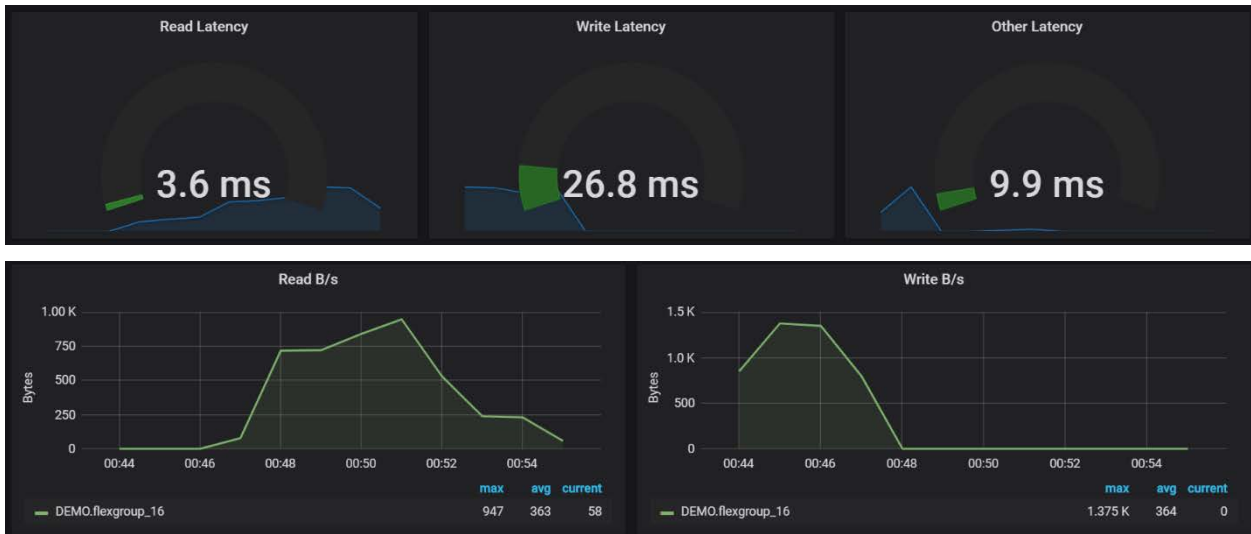 Read Latency
Write Latency
Other Latency
3.6 ms
26.8 ms
9.9 ms
Read B/s
Write B/s
1.00 K
750
500
250
0
Bytes
00:44 00:46 00:48 00:50 00:52 00:54
max avg current
DEMO.flexgroup_16 947 363 58
1.5 K
1.0 K
500
0
Bytes
00:44 00:46 00:48 00:50 00:52 00:54
max avg current
DEMO.flexgroup_16 1.375 K 364 0